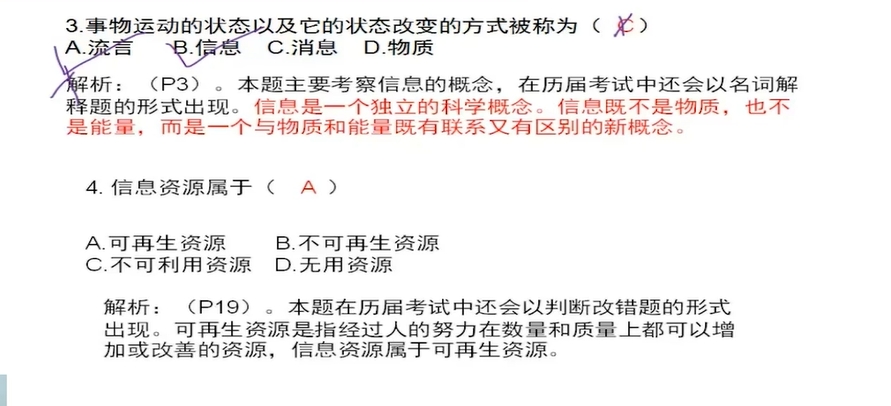 3.事物运动的状态以及它的状态改变的方式被称为（ C ）
A.流言 B.信息 C.消息 D.物质
解析：（P3）。本题主要考察信息的概念，在历届考试中还会以名词解
释题的形式出现。信息是一个独立的科学概念。信息既不是物质，也不
是能量，而是一个与物质和能量既有联系又有区别的新概念。
4. 信息资源属于（ A ）
A.可再生资源 B.不可再生资源
C.不可利用资源 D.无用资源
解析：（P19）。本题在历届考试中还会以判断改错题的形式
出现。可再生资源是指经过人的努力在数量和质量上都可以增
加或改善的资源，信息资源属于可再生资源。